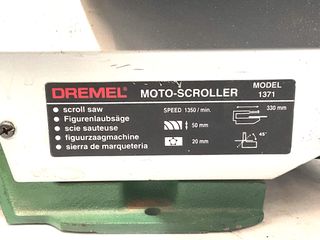 DREMEL MOTO-SCROLLER MODEL 1371
• scroll saw
• Figurenlaubsäge
• scie sauteuse
• figuurzaagmachine
• sierra de marqueteria
SPEED 1350 / min.
330 mm
50 mm
20 mm
45°